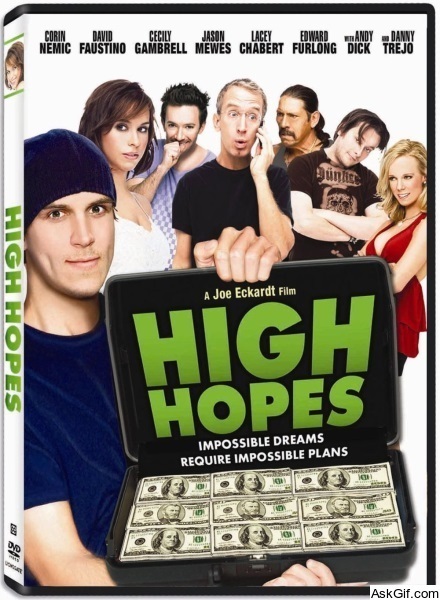 CORIN NEMIC
DAVID FAUSTINO
CECILY GAMBRELL
JASON MEWES
LACEY CHABERT
EDWARD FURLONG
WITH ANDY DICK
AND DANNY TREJO
HIGH HOPES
DVD
LIONSGATE
A Joe Eckardt Film
HIGH
HOPES
IMPOSSIBLE DREAMS
REQUIRE IMPOSSIBLE PLANS
AskGif.com